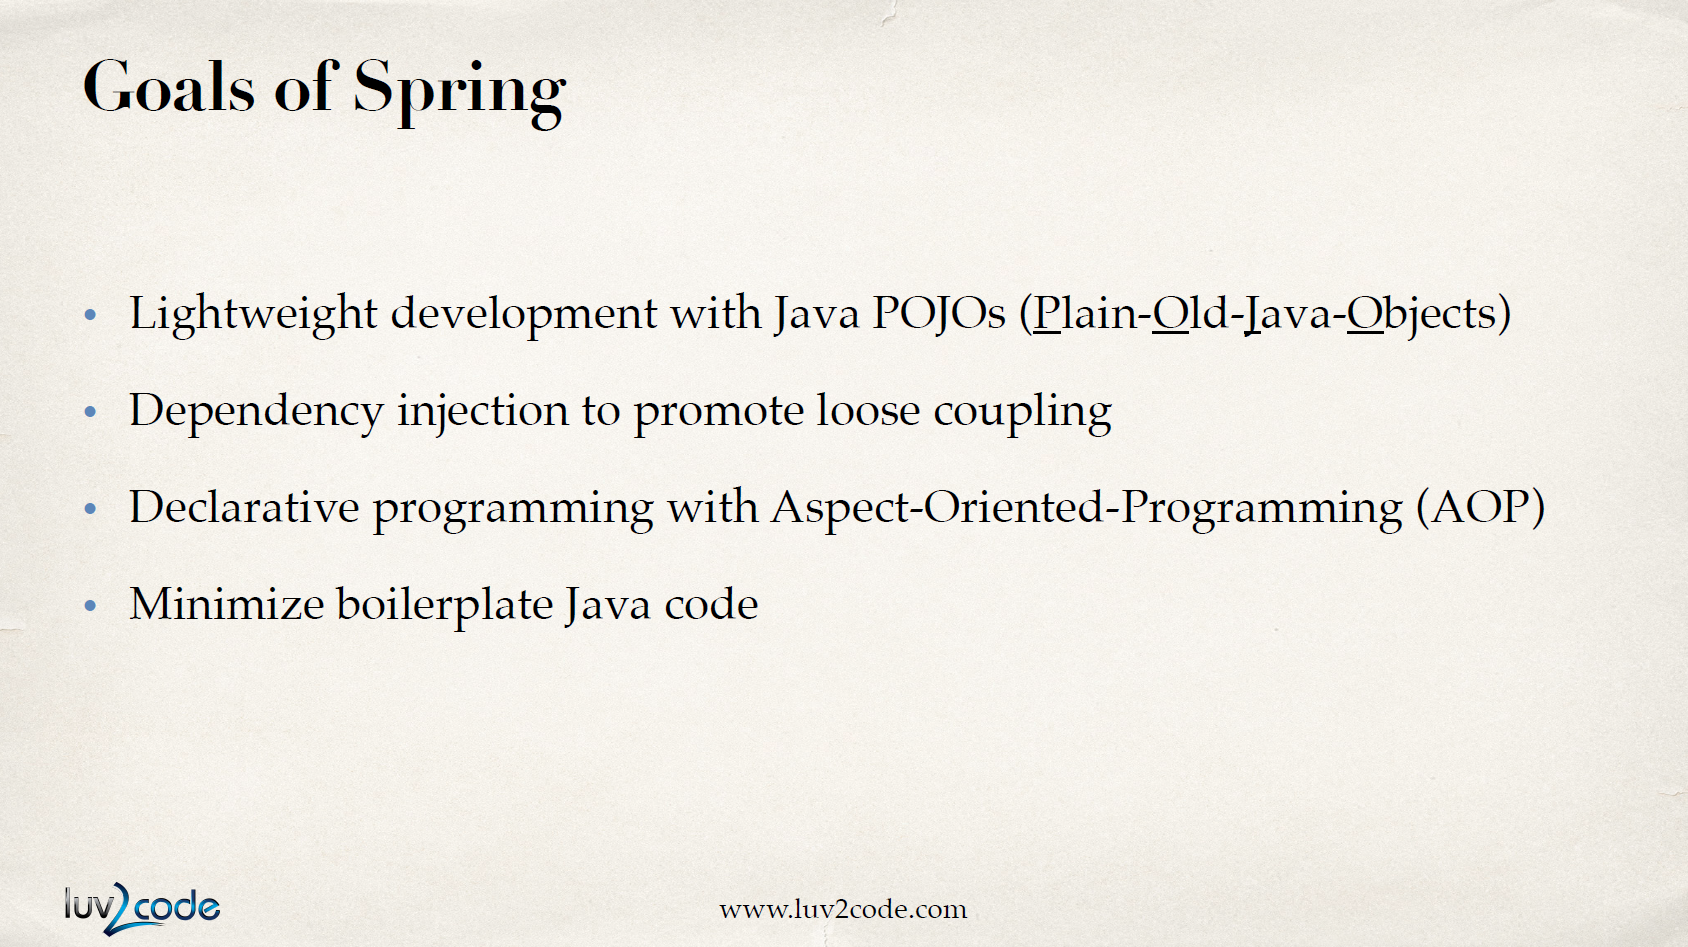 Goals of Spring
• Lightweight development with Java POJOs (Plain-Old-Java-Objects)
• Dependency injection to promote loose coupling
• Declarative programming with Aspect-Oriented-Programming (AOP)
• Minimize boilerplate Java code
luv2code
www.luv2code.com